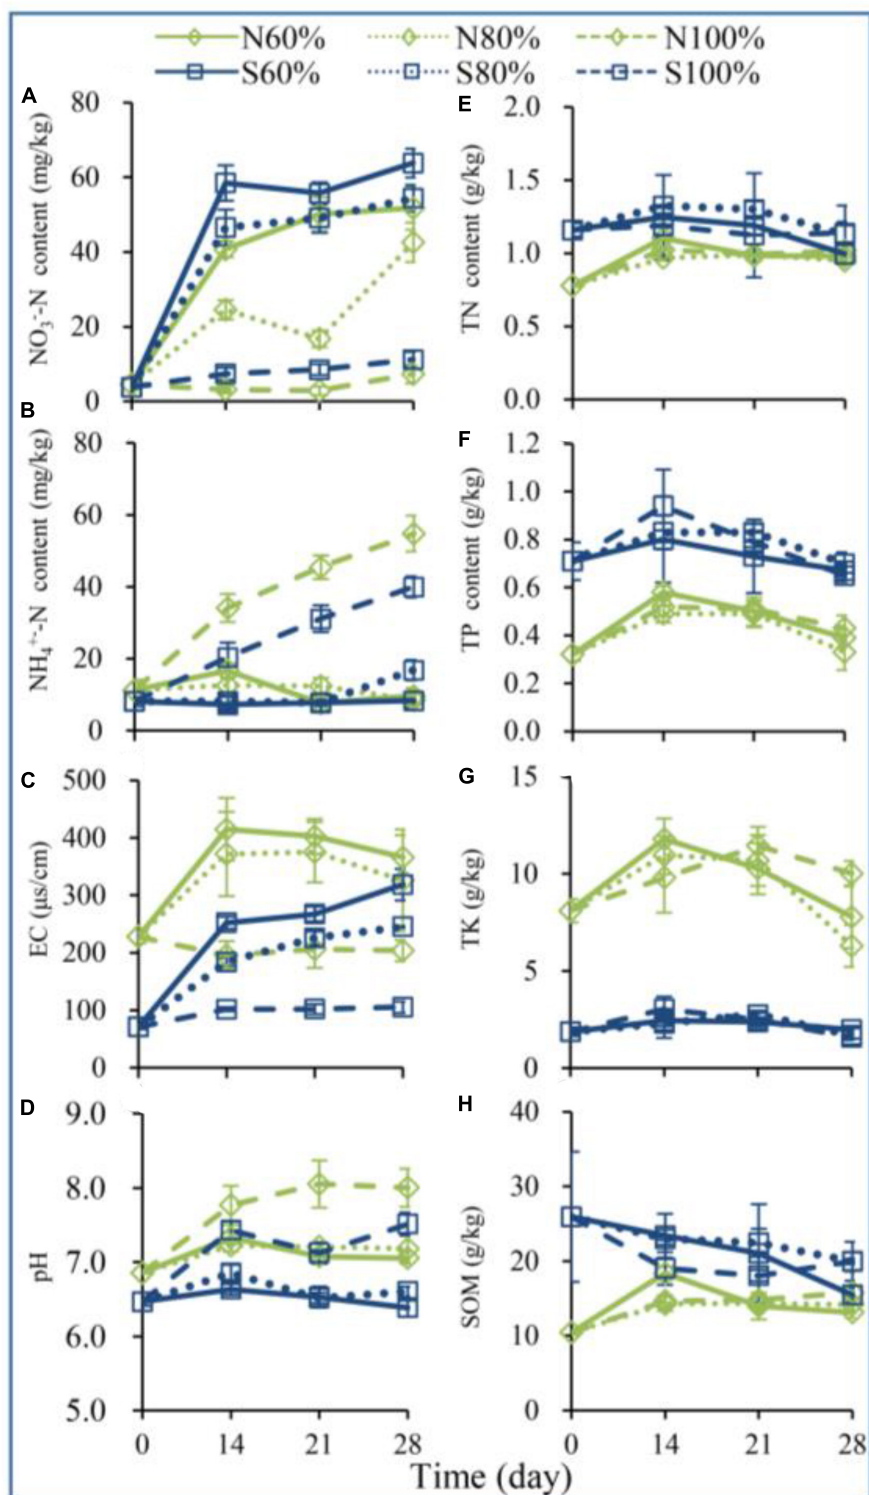 N60% N80% N100%
S60% S80% S100%
A
NO₃⁻-N content (mg/kg)
80
60
40
20
0
B
NH₄⁺-N content (mg/kg)
80
60
40
20
0
C
EC (μs/cm)
500
400
300
200
100
0
D
pH
9.0
8.0
7.0
6.0
5.0
0 14 21 28
E
TN content (g/kg)
2.0
1.5
1.0
0.5
0.0
F
TP content (g/kg)
1.2
1.0
0.8
0.6
0.4
0.2
0.0
G
TK (g/kg)
15
10
5
0
H
SOM (g/kg)
40
30
20
10
0
0 14 21 28
Time (day)